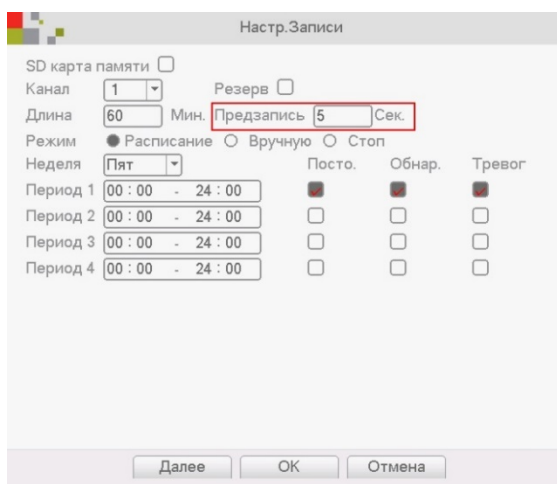 Настр.Записи
SD карта памяти
Канал 1 Резерв
Длина 60 Мин. Предзапись 5 Сек.
Режим Расписание Вручную Стоп
Неделя Пят Посто. Обнар. Тревог
Период 1 00 : 00 - 24 : 00
Период 2 00 : 00 - 24 : 00
Период 3 00 : 00 - 24 : 00
Период 4 00 : 00 - 24 : 00
Далее OK Отмена